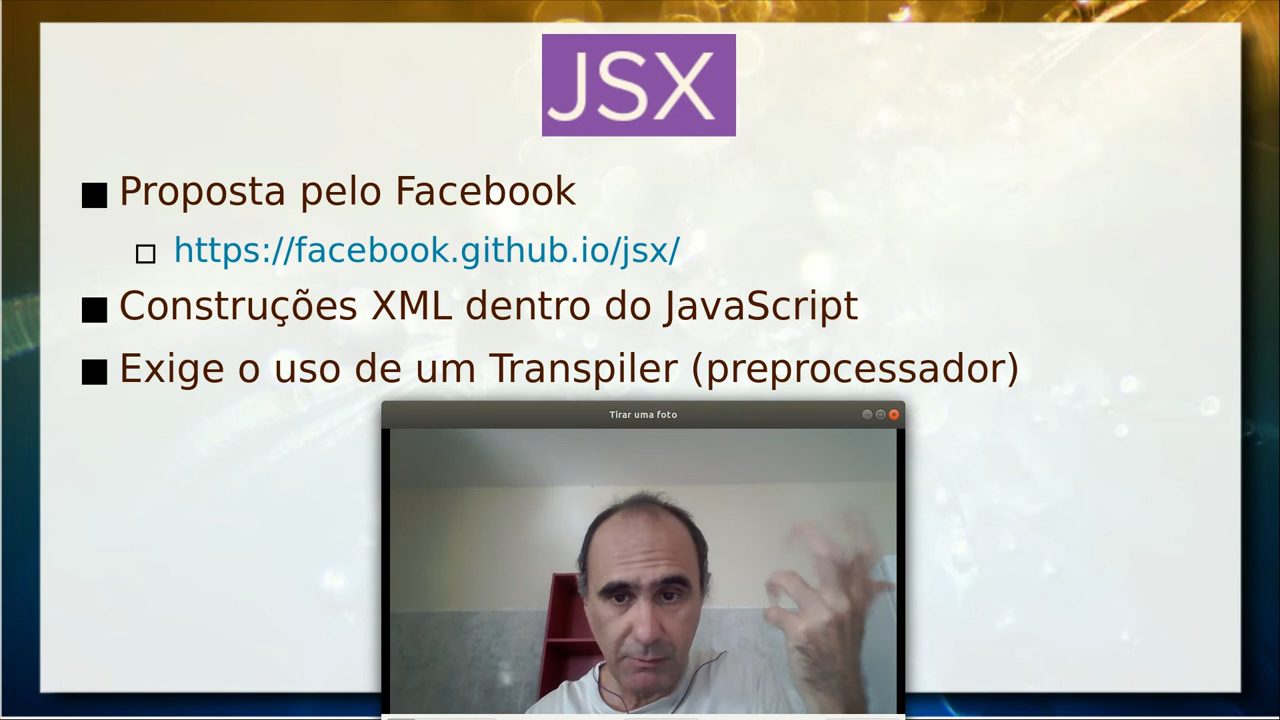 JSX
Proposta pelo Facebook
https://facebook.github.io/jsx/
Construções XML dentro do JavaScript
Exige o uso de um Transpiler (preprocessador)
Tirar uma foto